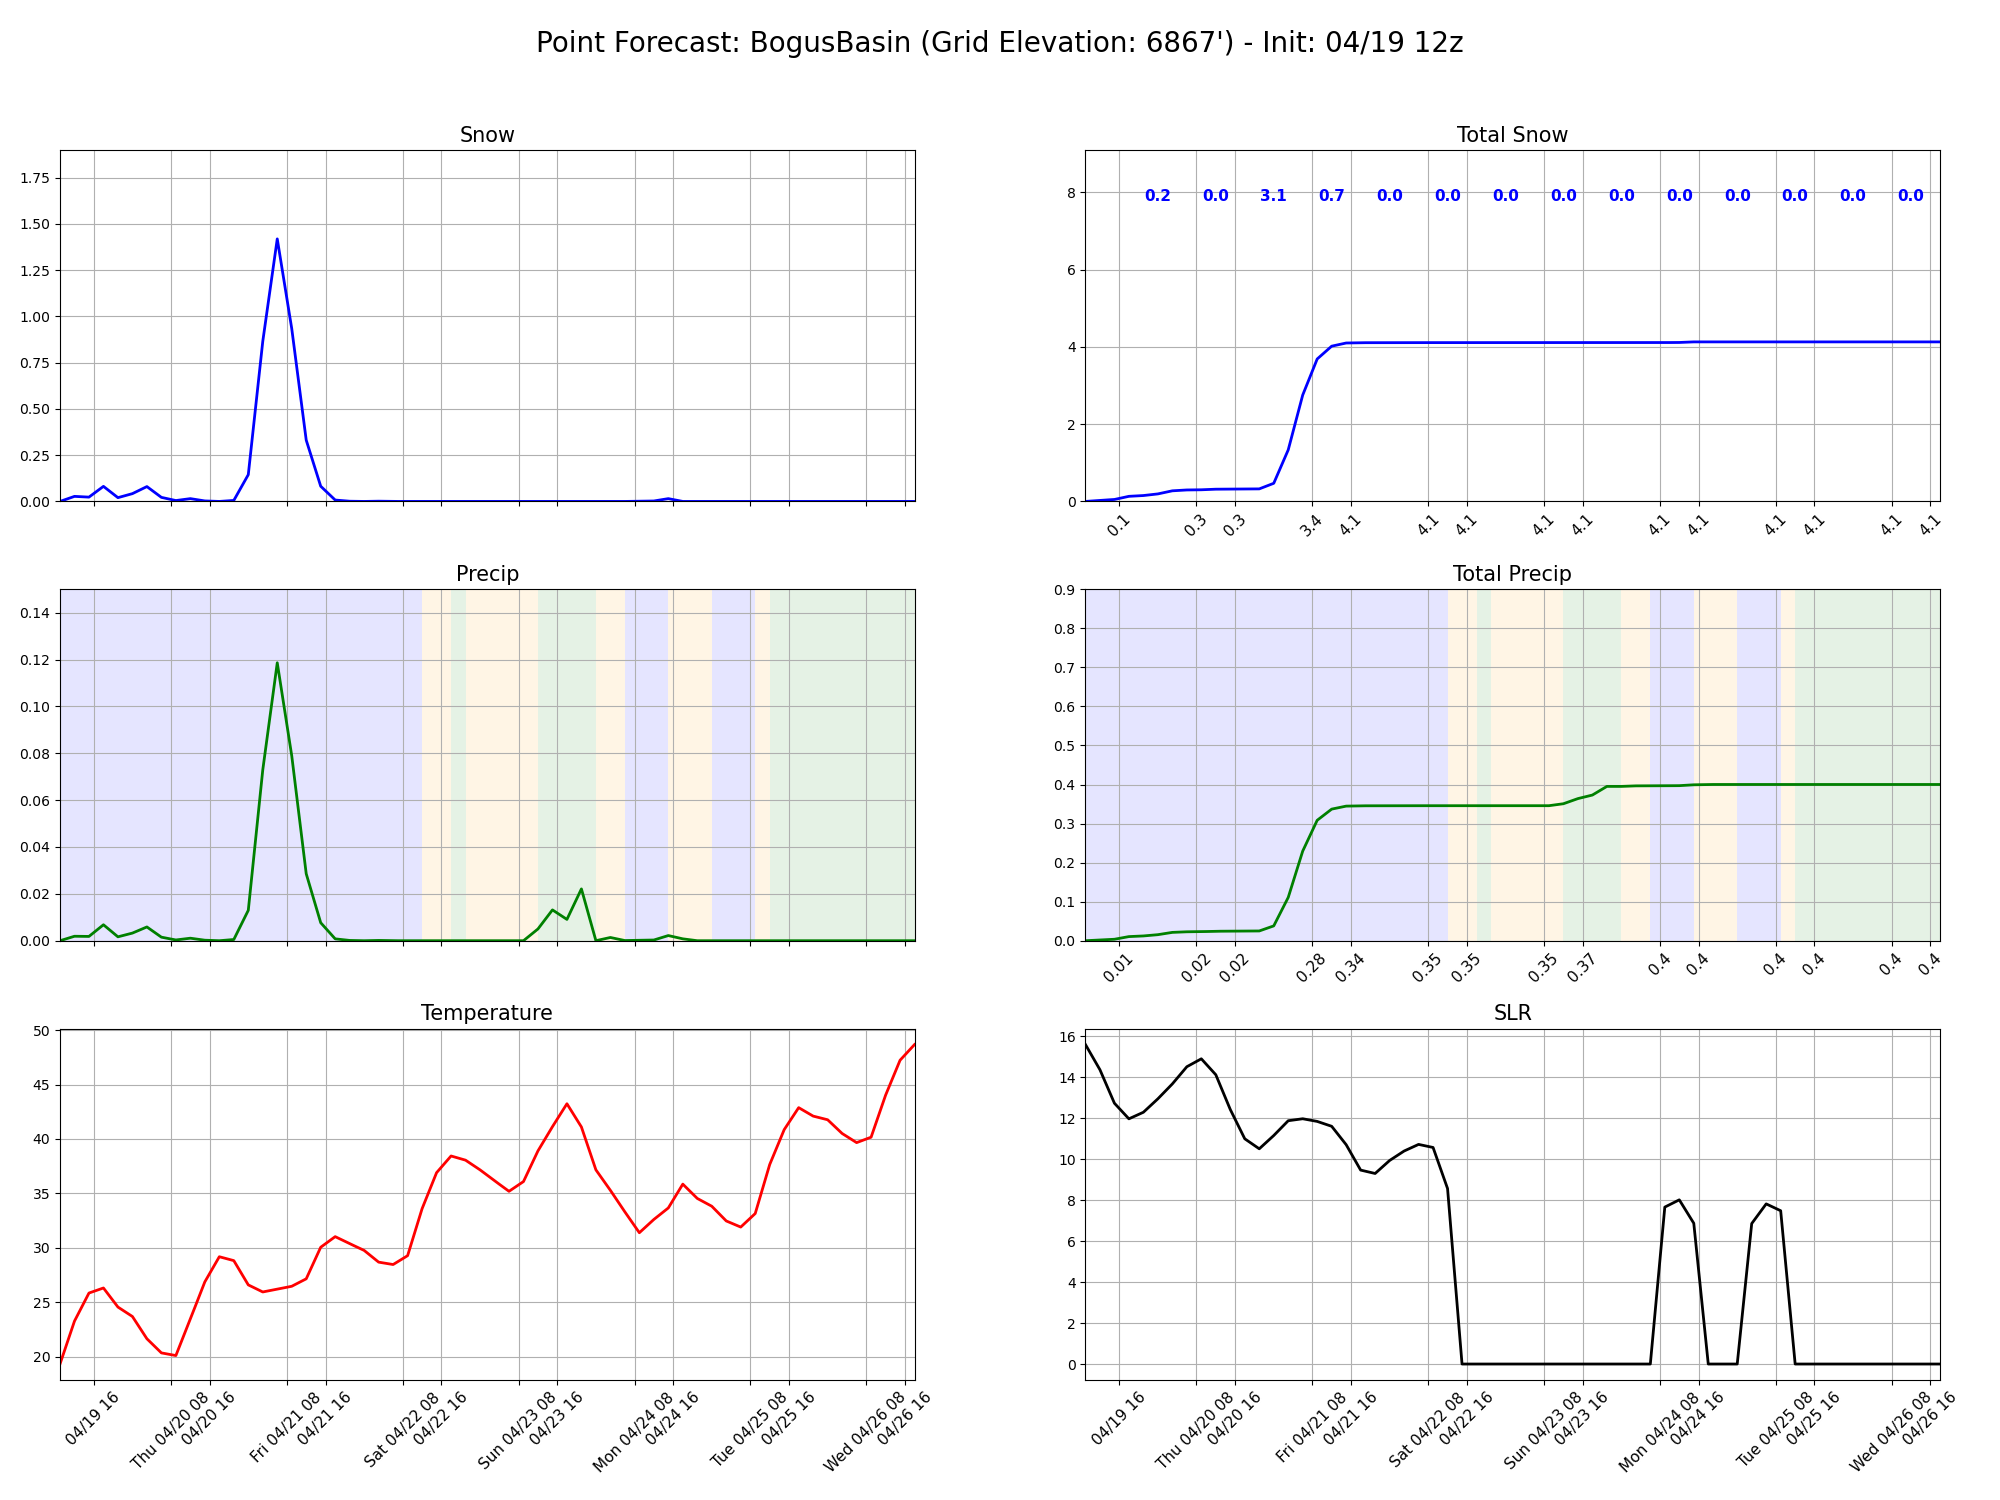 Point Forecast: BogusBasin (Grid Elevation: 6867') - Init: 04/19 12z
Snow
1.75
1.50
1.25
1.00
0.75
0.50
0.25
0.00
Total Snow
8
6
4
2
0
0.2 0.0 3.1 0.7 0.0 0.0 0.0 0.0 0.0 0.0 0.0 0.0 0.0 0.0
0.1 0.3 0.3 3.4 4.1 4.1 4.1 4.1 4.1 4.1 4.1 4.1 4.1 4.1 4.1
Precip
0.14
0.12
0.10
0.08
0.06
0.04
0.02
0.00
Total Precip
0.9
0.8
0.7
0.6
0.5
0.4
0.3
0.2
0.1
0.0
0.01 0.02 0.02 0.28 0.34 0.35 0.35 0.35 0.37 0.4 0.4 0.4 0.4 0.4 0.4
Temperature
50
45
40
35
30
25
20
04/19 16
Thu 04/20 08
04/20 16
Fri 04/21 08
04/21 16
Sat 04/22 08
04/22 16
Sun 04/23 08
04/23 16
Mon 04/24 08
04/24 16
Tue 04/25 08
04/25 16
Wed 04/26 08
04/26 16
SLR
16
14
12
10
8
6
4
2
0
04/19 16
Thu 04/20 08
04/20 16
Fri 04/21 08
04/21 16
Sat 04/22 08
04/22 16
Sun 04/23 08
04/23 16
Mon 04/24 08
04/24 16
Tue 04/25 08
04/25 16
Wed 04/26 08
04/26 16